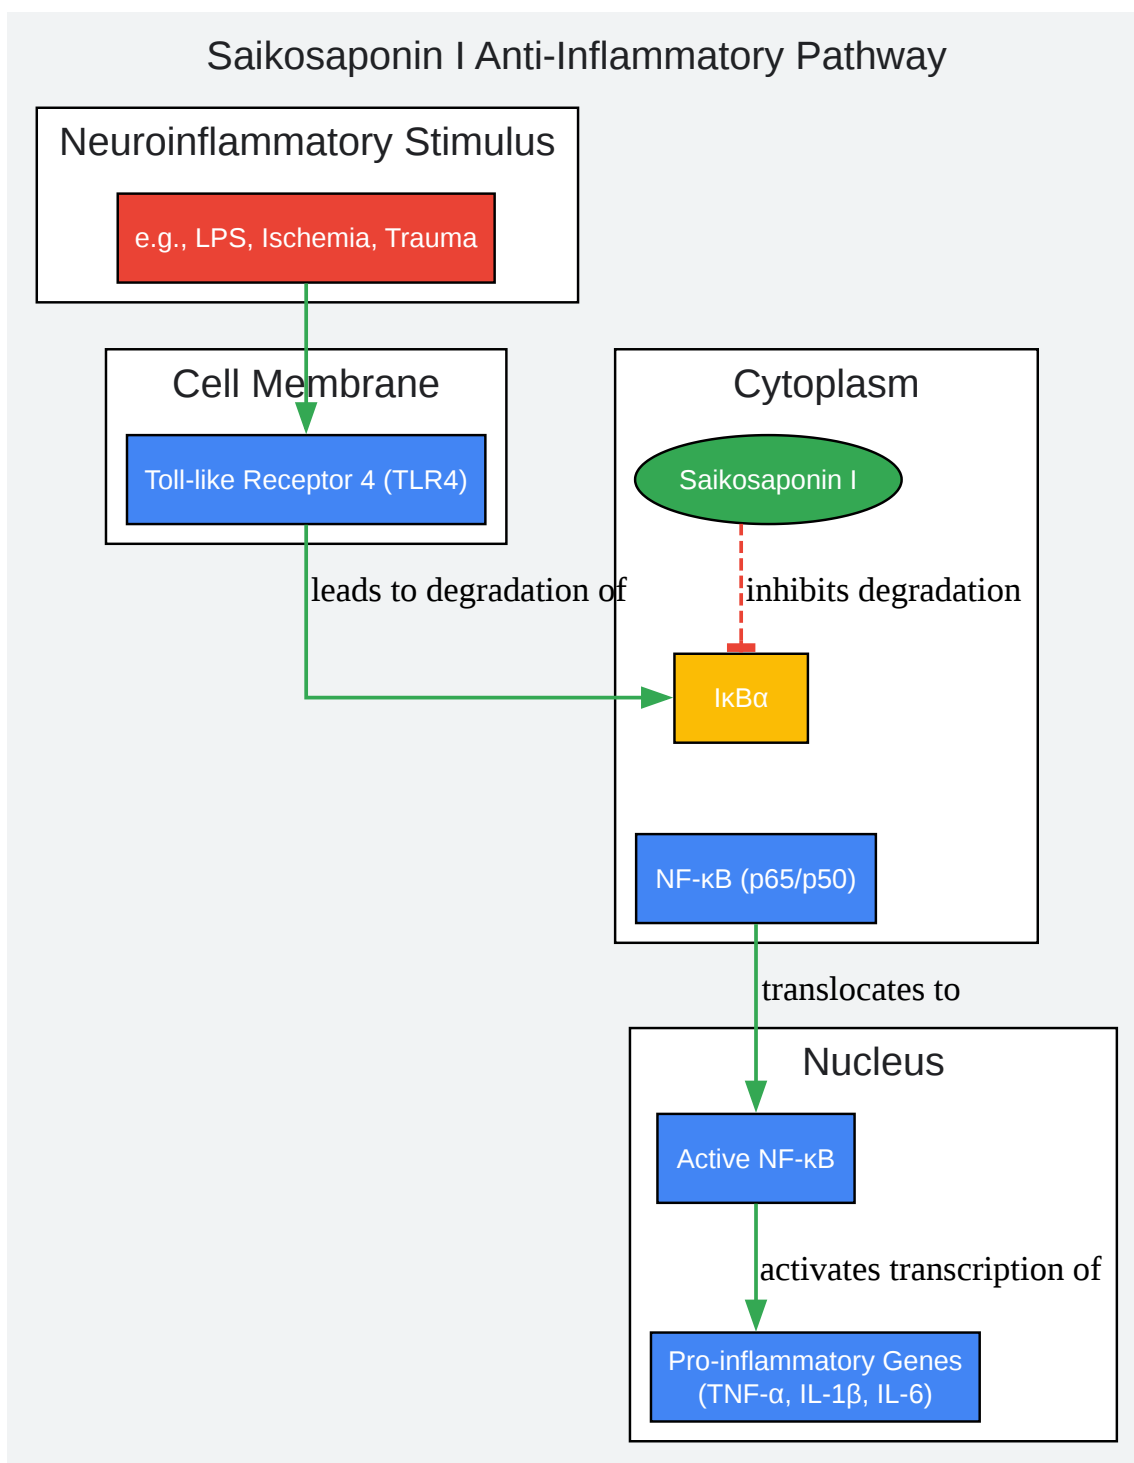 Saikosaponin I Anti-Inflammatory Pathway
Neuroinflammatory Stimulus
e.g., LPS, Ischemia, Trauma
Cell Membrane
Toll-like Receptor 4 (TLR4)
leads to degradation of
Cytoplasm
Saikosaponin I
inhibits degradation
IκBα
NF-κB (p65/p50)
translocates to
Nucleus
Active NF-κB
activates transcription of
Pro-inflammatory Genes
(TNF-α, IL-1β, IL-6)